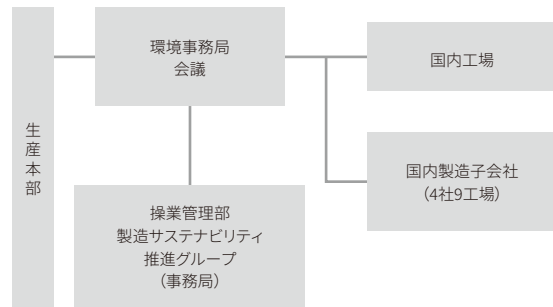 生産本部
環境事務局
会議
国内工場
国内製造子会社
（4社9工場）
操業管理部
製造サステナビリティ
推進グループ
（事務局）